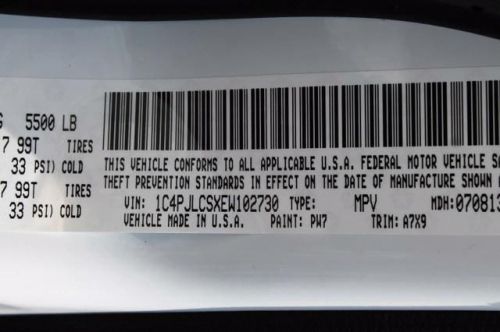 5500 LB
7 99T TIRES
33 PSI) COLD
7 99T TIRES
33 PSI) COLD
THIS VEHICLE CONFORMS TO ALL APPLICABLE U.S.A. FEDERAL MOTOR VEHICLE
THEFT PREVENTION STANDARDS IN EFFECT ON THE DATE OF MANUFACTURE SHOWN
VIN: 1C4PJLCSXEW102730 TYPE: MPV MDH: 070813
VEHICLE MADE IN U.S.A. PAINT: PW7 TRIM: A7X9